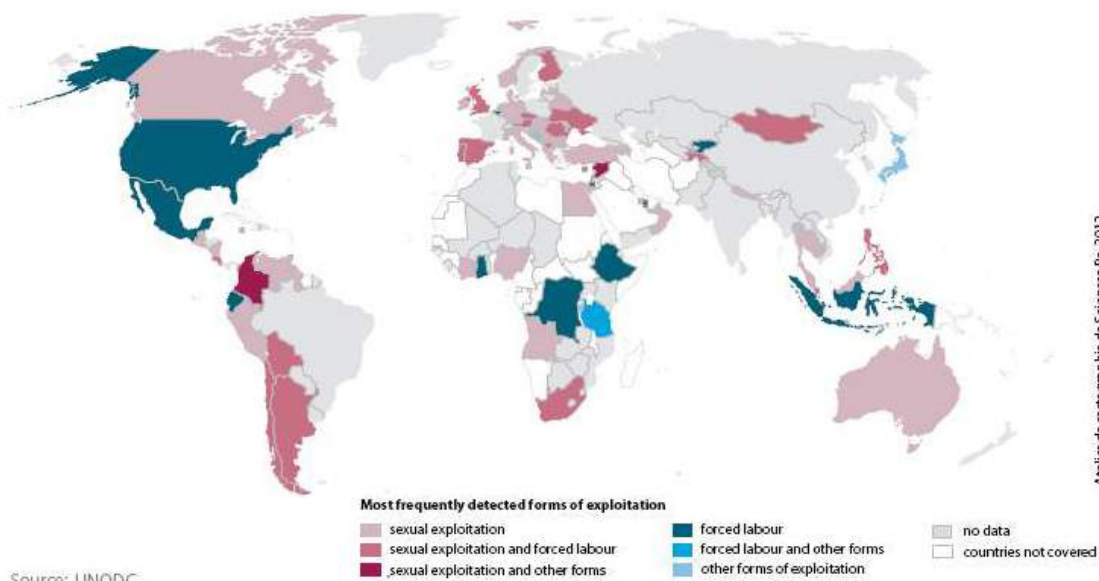 Most frequently detected forms of exploitation
sexual exploitation
sexual exploitation and forced labour
sexual exploitation and other forms
forced labour
forced labour and other forms
other forms of exploitation
no data
countries not covered
Source: UNODC